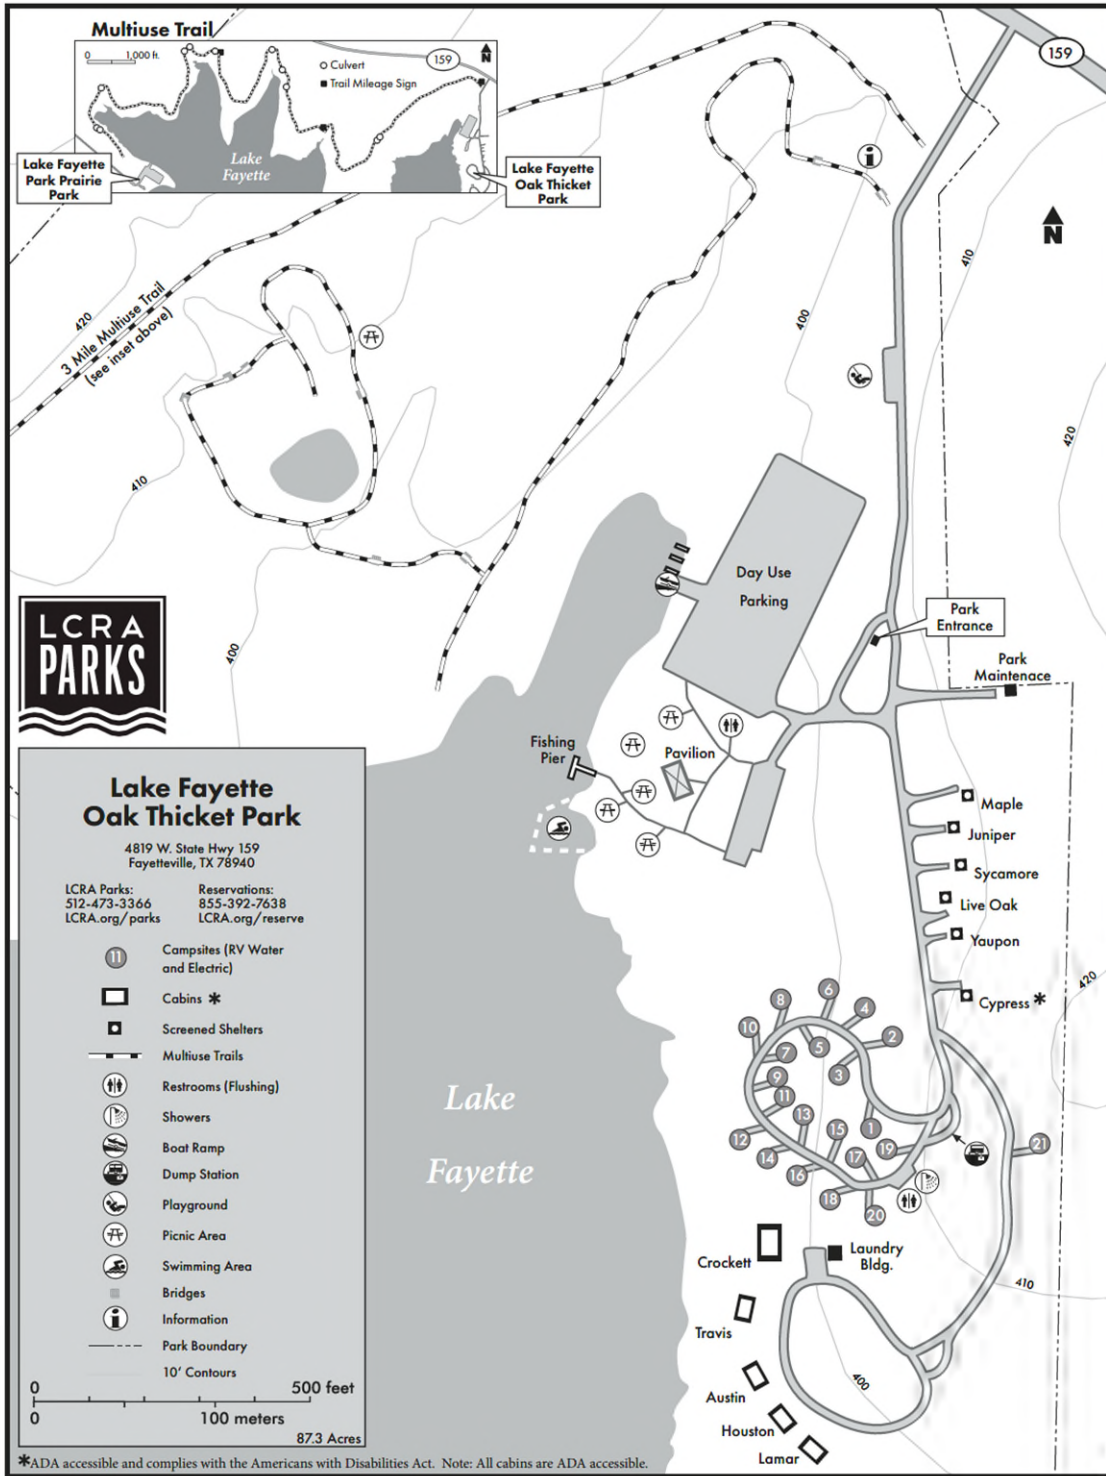 Multiuse Trail
0 1,000 ft.
159
N
Culvert
Trail Mileage Sign
Lake
Fayette
Lake Fayette
Park Prairie
Park
Lake Fayette
Oak Thicket
Park
159
i
N
410
400
420
3 Mile Multiuse Trail
(see inset above)
420
410
400
Day Use
Parking
Park
Entrance
Park
Maintenace
LCRA
PARKS
Fishing
Pier
Pavilion
Maple
Juniper
Sycamore
Live Oak
Yaupon
Cypress *
420
Lake Fayette
Oak Thicket Park
4819 W. State Hwy 159
Fayetteville, TX 78940
LCRA Parks:
512-473-3366
LCRA.org/parks
Reservations:
855-392-7638
LCRA.org/reserve
11 Campsites (RV Water
and Electric)
Cabins *
Screened Shelters
Multiuse Trails
Restrooms (Flushing)
Showers
Boat Ramp
Dump Station
Playground
Picnic Area
Swimming Area
Bridges
i Information
Park Boundary
10' Contours
0 500 feet
0 100 meters
87.3 Acres
Lake
Fayette
6
8
4
10
2
5
7
3
9
11
13
1
12
15
19
21
14
17
16
18
20
Crockett
Laundry
Bldg.
Travis
410
400
Austin
Houston
Lamar
*ADA accessible and complies with the Americans with Disabilities Act. Note: All cabins are ADA accessible.